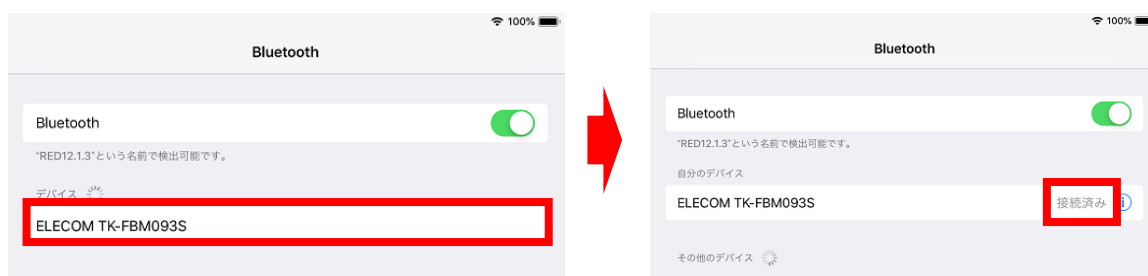 100%
Bluetooth
Bluetooth
“RED12.1.3”という名前で検出可能です。
デバイス
ELECOM TK-FBM093S
100%
Bluetooth
Bluetooth
“RED12.1.3”という名前で検出可能です。
自分のデバイス
ELECOM TK-FBM093S 接続済み
その他のデバイス